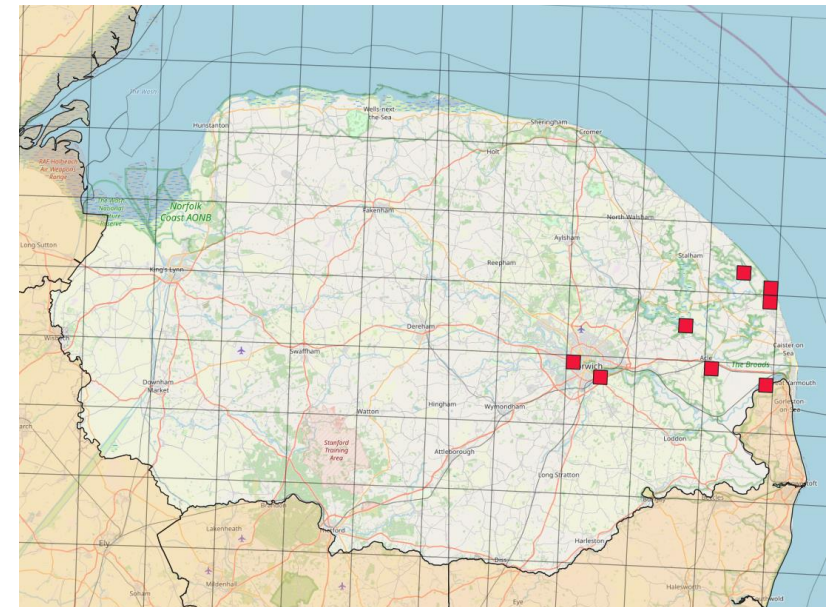 The Wash
Wells-next
the-Sea
Hunstanton
Sheringham
Cromer
Holt
RAF Holbeach
Air Weapons
Range
The Wash
National
Nature
Reserve
Norfolk
Coast AONB
Fakenham
North Walsham
Aylsham
Long Sutton
King's Lynn
Reepham
Stalham
Wisbech
Dereham
Swaffham
Caister-on
Sea
Acle
The Broads
orwich
Yarmouth
Gorleston
on-Sea
Downham
Market
Watton
Hingham
Wymondham
Stanford
Training
Area
Attleborough
Loddon
Long Stratton
Brandon
Thetford
Lakenheath
Harleston
Ely
Diss
Mildenhall
Halesworth
Soham
Eye